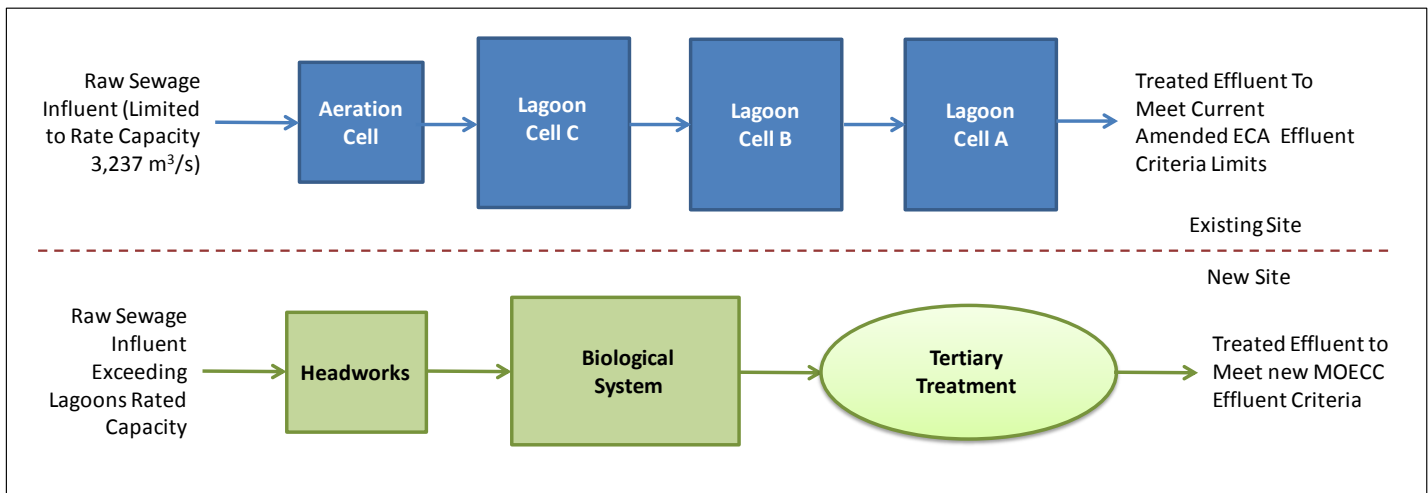 Raw Sewage
Influent (Limited
to Rate Capacity
3,237 m³/s)
Aeration
Cell
Lagoon
Cell C
Lagoon
Cell B
Lagoon
Cell A
Treated Effluent To
Meet Current
Amended ECA Effluent
Criteria Limits
Existing Site
New Site
Raw Sewage
Influent
Exceeding
Lagoons Rated
Capacity
Headworks
Biological
System
Tertiary
Treatment
Treated Effluent to
Meet new MOECC
Effluent Criteria